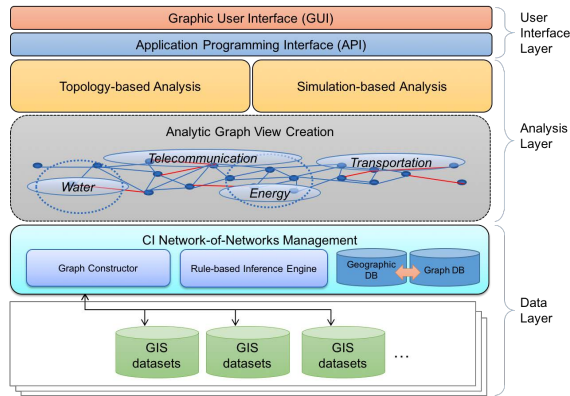 Graphic User Interface (GUI)
Application Programming Interface (API)
User
Interface
Layer
Topology-based Analysis
Simulation-based Analysis
Analytic Graph View Creation
Telecommunication
Transportation
Water
Energy
Analysis
Layer
CI Network-of-Networks Management
Graph Constructor
Rule-based Inference Engine
Geographic
DB
Graph DB
GIS
datasets
GIS
datasets
GIS
datasets
...
Data
Layer